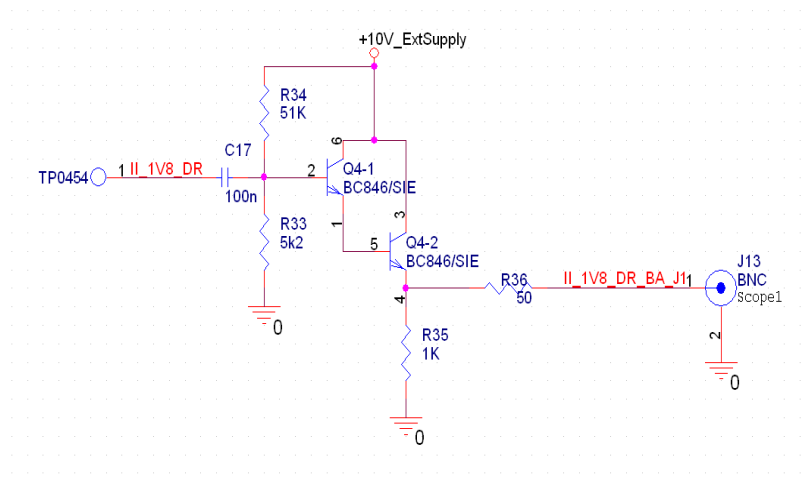 +10V_ExtSupply
R34
51K
C17
100n
TP0454
1
II_1V8_DR
2
6
Q4-1
BC846/SIE
1
R33
5k2
0
3
5
Q4-2
BC846/SIE
4
R36
50
II_1V8_DR_BA_J1
1
J13
BNC
Scope1
2
0
R35
1K
0